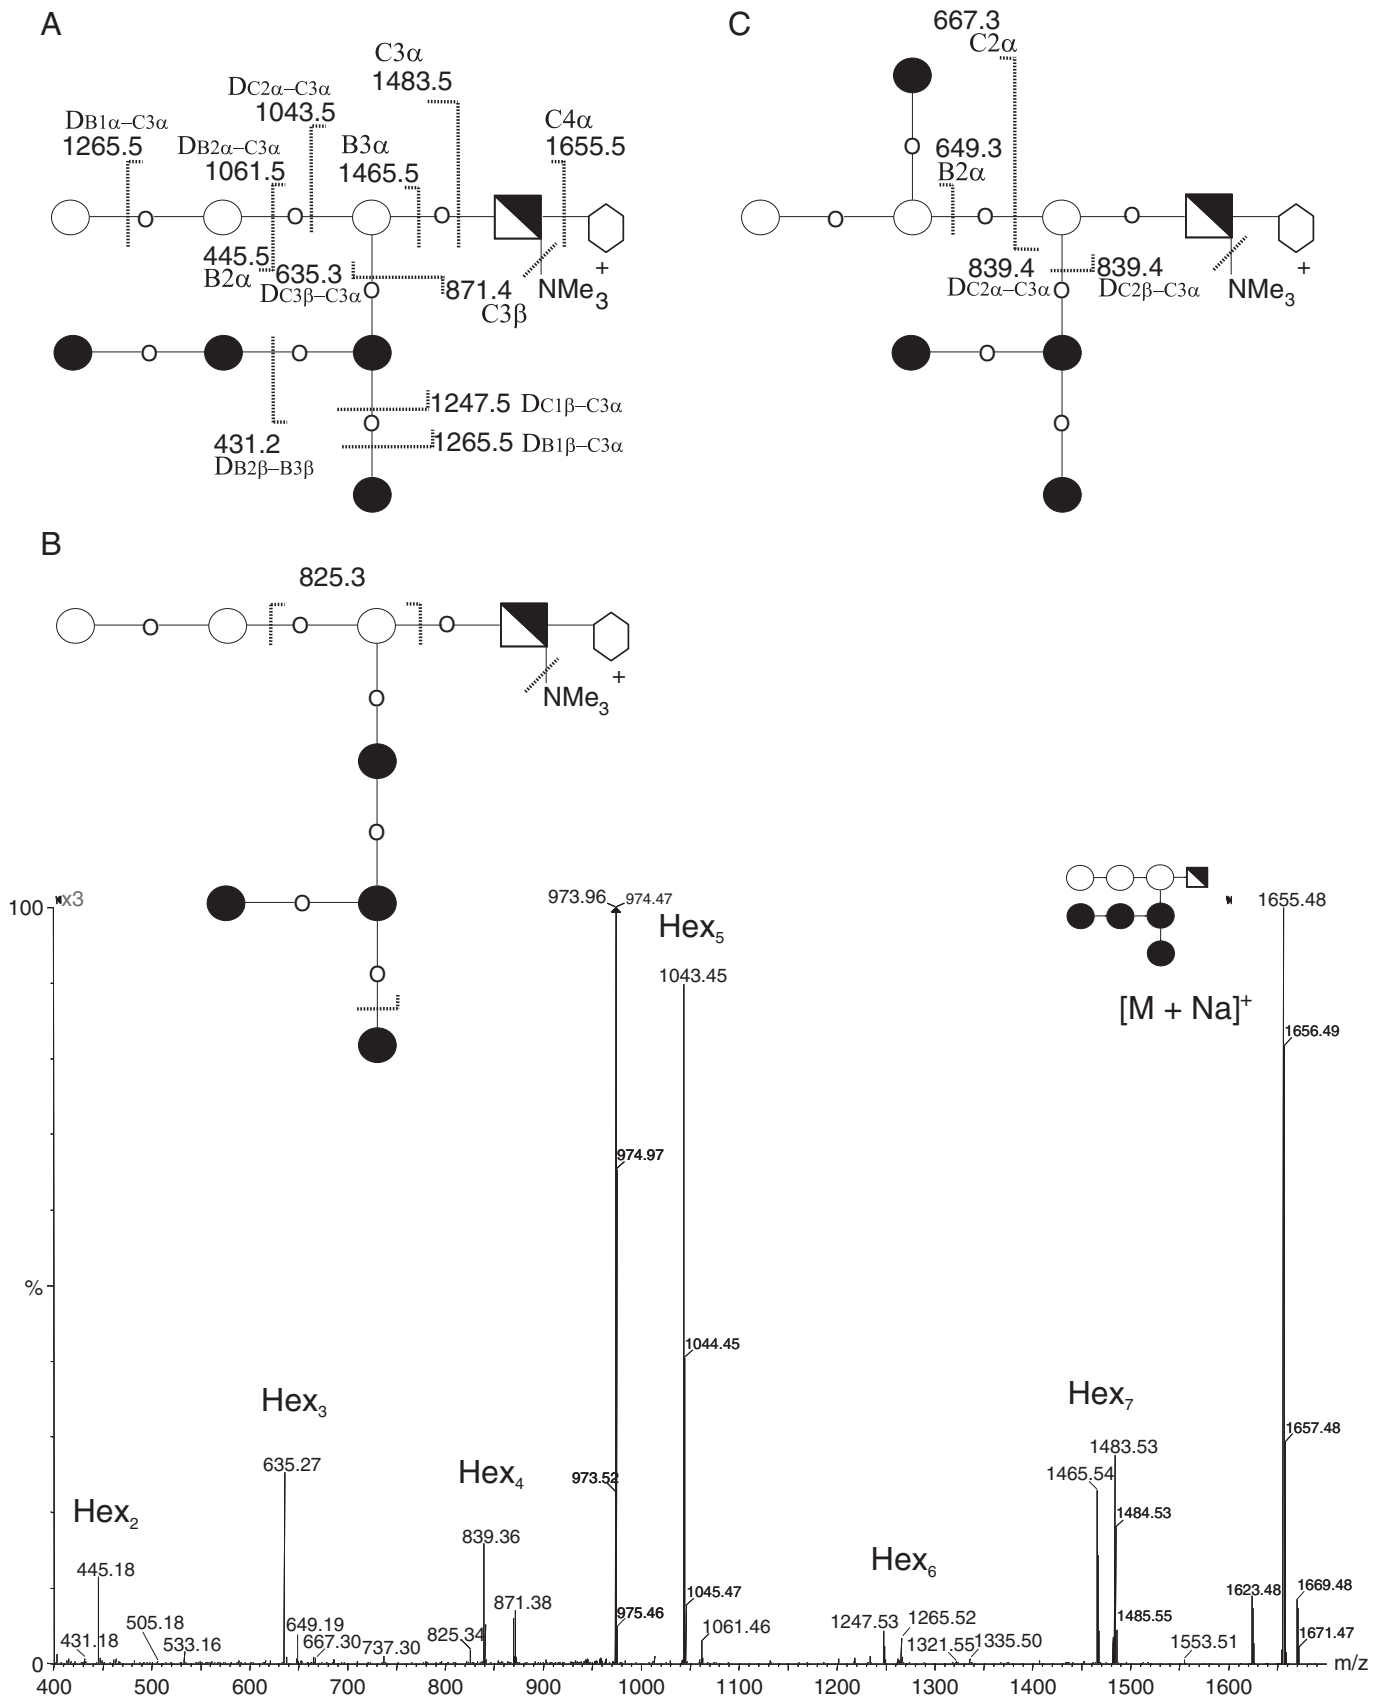 A
C3α
1483.5
DC2α–C3α
1043.5
DB1α–C3α
1265.5
DB2α–C3α
1061.5
B3α
1465.5
C4α
1655.5
O O O
445.5
B2α
635.3
DC3β–C3α
O
871.4
C3β
+
NMe3
O O
1247.5 DC1β–C3α
O
1265.5 DB1β–C3α
431.2
DB2β–B3β
C
667.3
C2α
O
649.3
B2α
O O O
839.4
DC2α–C3α
O
839.4
DC2β–C3α
+
NMe3
O
O
B
825.3
O O O
+
NMe3
O
O
O
O
100
x3
%
0
973.96
974.47
Hex5
1043.45
1655.48
[M + Na]+
1656.49
974.97
1044.45
Hex3
635.27
Hex7
1483.53
1465.54
1657.48
973.52
Hex4
839.36
1484.53
Hex2
445.18
Hex6
871.38
1045.47
975.46
1623.48
1669.48
505.18
649.19
1247.53
1265.52
1485.55
431.18
533.16
667.30
737.30
825.34
1061.46
1321.55
1335.50
1553.51
1671.47
400 500 600 700 800 900 1000 1100 1200 1300 1400 1500 1600
m/z